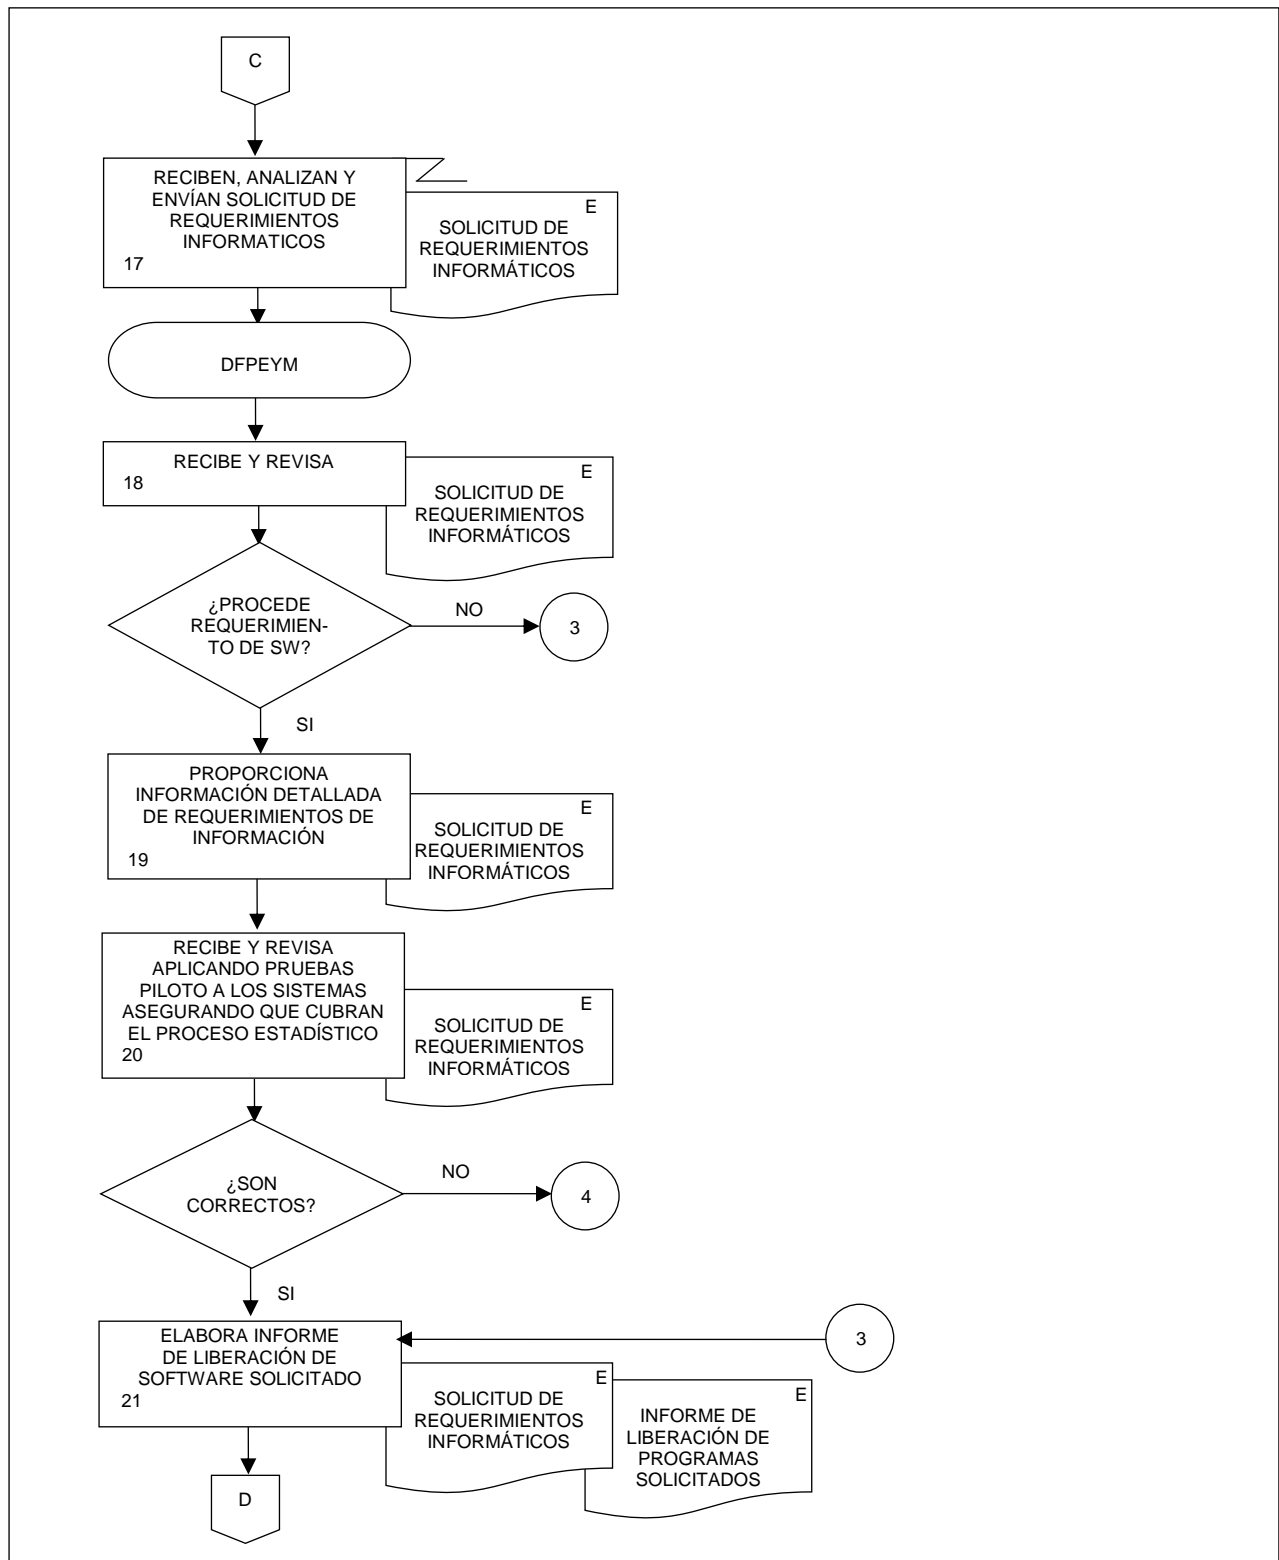 C
RECIBEN, ANALIZAN Y
ENVÍAN SOLICITUD DE
REQUERIMIENTOS
INFORMATICOS
17
E
SOLICITUD DE
REQUERIMIENTOS
INFORMÁTICOS
DFPEYM
RECIBE Y REVISA
18
E
SOLICITUD DE
REQUERIMIENTOS
INFORMÁTICOS
¿PROCEDE
REQUERIMIEN-
TO DE SW?
NO
3
SI
PROPORCIONA
INFORMACIÓN DETALLADA
DE REQUERIMIENTOS DE
INFORMACIÓN
19
E
SOLICITUD DE
REQUERIMIENTOS
INFORMÁTICOS
RECIBE Y REVISA
APLICANDO PRUEBAS
PILOTO A LOS SISTEMAS
ASEGURANDO QUE CUBRAN
EL PROCESO ESTADÍSTICO
20
E
SOLICITUD DE
REQUERIMIENTOS
INFORMÁTICOS
¿SON
CORRECTOS?
NO
4
SI
3
ELABORA INFORME
DE LIBERACIÓN DE
SOFTWARE SOLICITADO
21
E
SOLICITUD DE
REQUERIMIENTOS
INFORMÁTICOS
E
INFORME DE
LIBERACIÓN DE
PROGRAMAS
SOLICITADOS
D